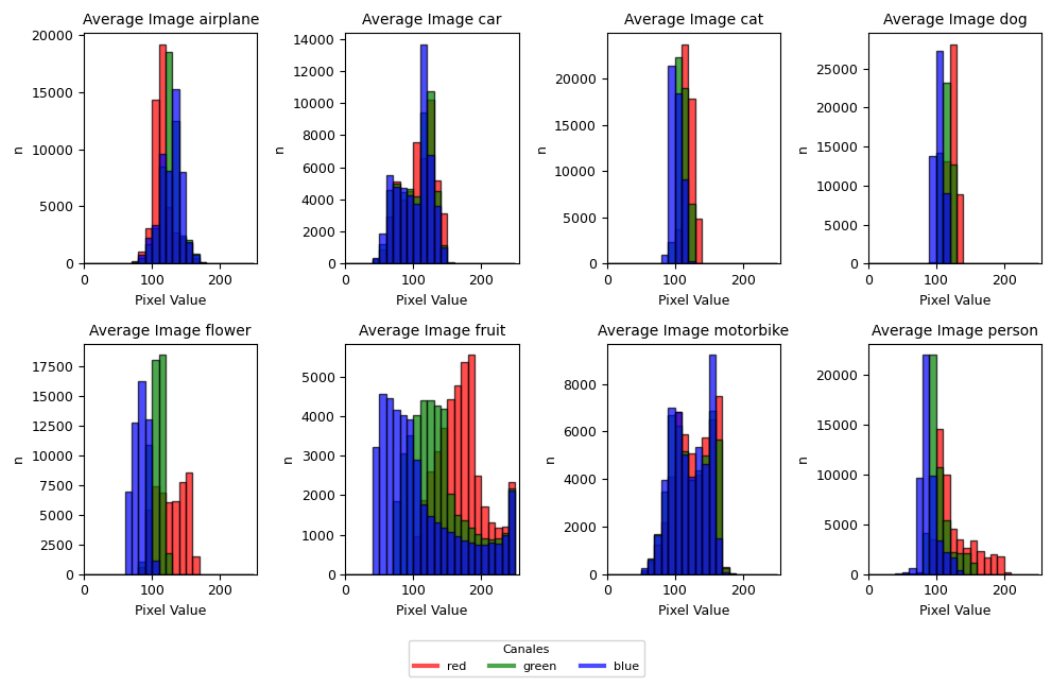 Average Image airplane
20000
15000
10000
5000
0
n
0 100 200
Pixel Value
Average Image car
14000
12000
10000
8000
6000
4000
2000
0
n
0 100 200
Pixel Value
Average Image cat
20000
15000
10000
5000
0
n
0 100 200
Pixel Value
Average Image dog
25000
20000
15000
10000
5000
0
n
0 100 200
Pixel Value
Average Image flower
17500
15000
12500
10000
7500
5000
2500
0
n
0 100 200
Pixel Value
Average Image fruit
5000
4000
3000
2000
1000
0
n
0 100 200
Pixel Value
Average Image motorbike
8000
6000
4000
2000
0
n
0 100 200
Pixel Value
Average Image person
20000
15000
10000
5000
0
n
0 100 200
Pixel Value
Canales
red green blue